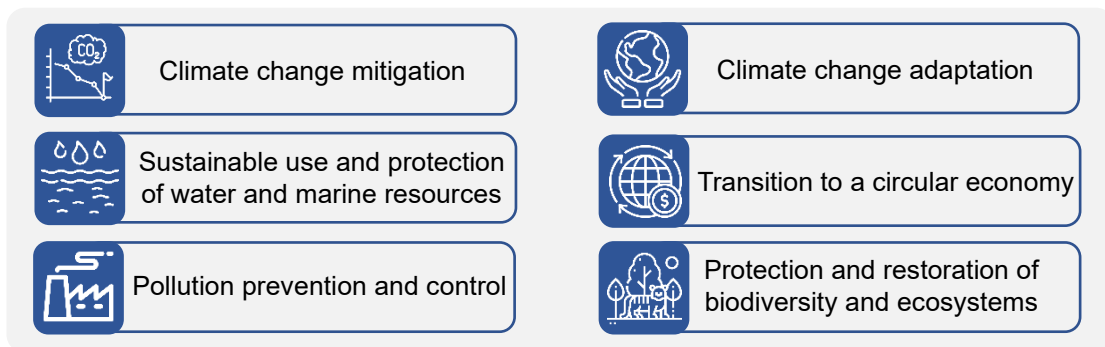 CO₂
Climate change mitigation
Climate change adaptation
Sustainable use and protection
of water and marine resources
$
Transition to a circular economy
Pollution prevention and control
Protection and restoration of
biodiversity and ecosystems